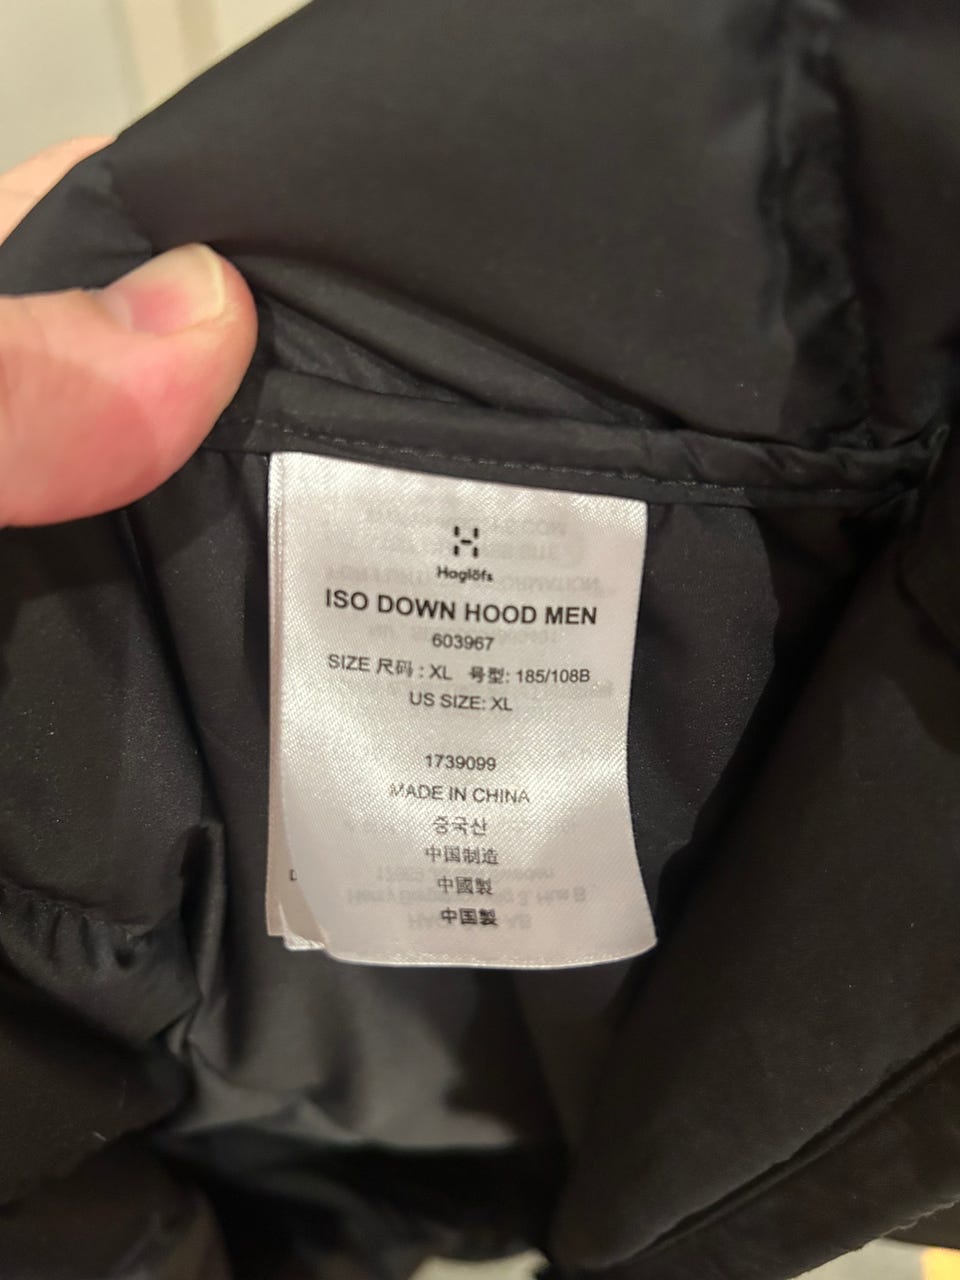 Haglöfs
ISO DOWN HOOD MEN
603967
SIZE 尺码 : XL 号型: 185/108B
US SIZE: XL
1739099
MADE IN CHINA
중국산
中国制造
中國製
中国製